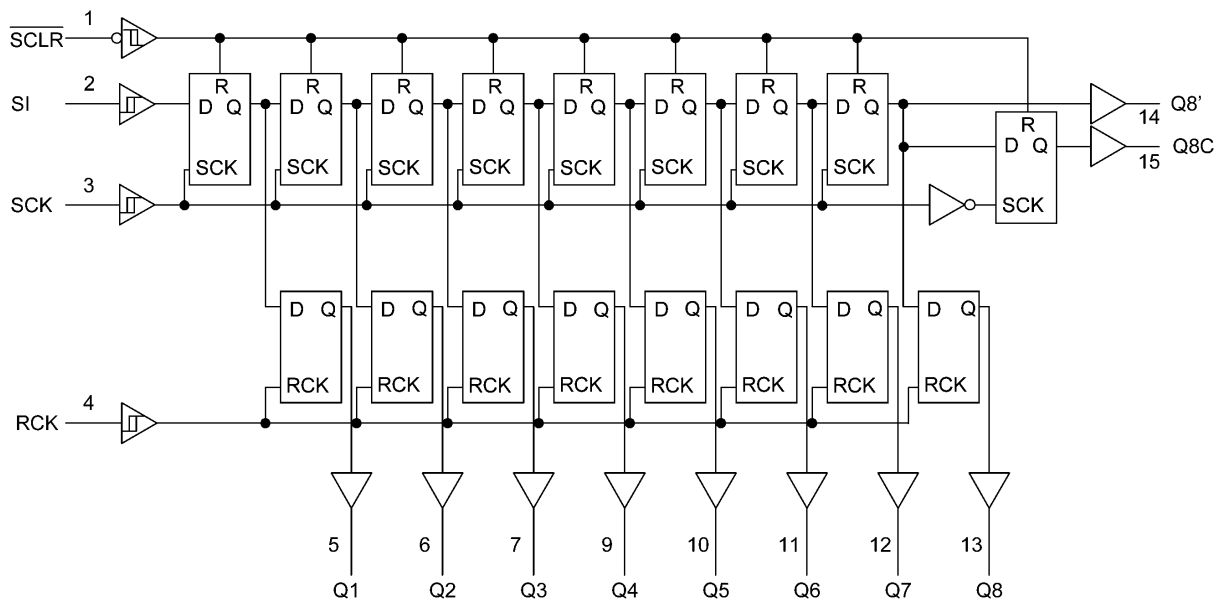 1
SCLR
R R R R R R R R
2
SI
D Q D Q D Q D Q D Q D Q D Q D Q
Q8'
14
R
D Q
Q8C
15
SCK SCK SCK SCK SCK SCK SCK SCK
3
SCK
SCK
D Q D Q D Q D Q D Q D Q D Q D Q
RCK RCK RCK RCK RCK RCK RCK RCK
4
RCK
5 6 7 9 10 11 12 13
Q1 Q2 Q3 Q4 Q5 Q6 Q7 Q8